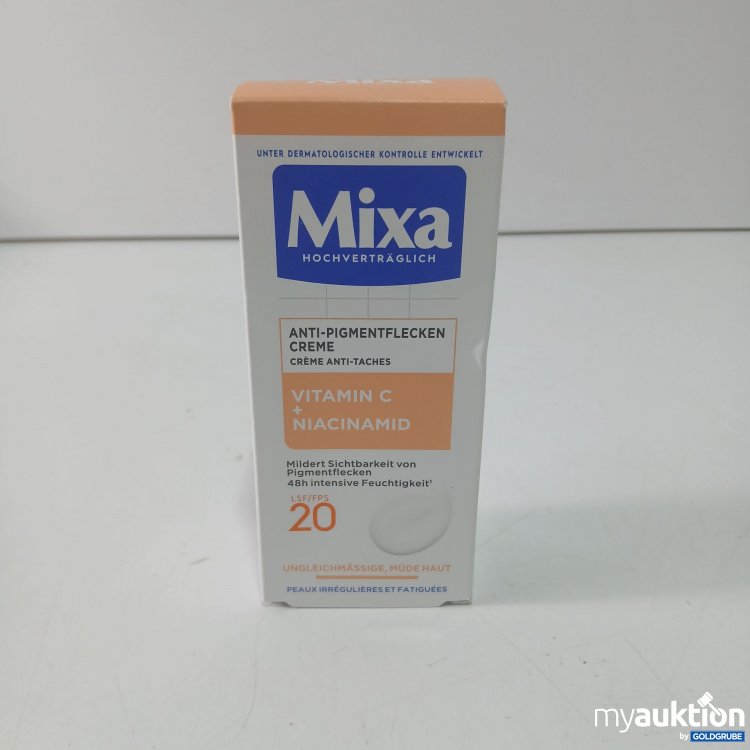 Mixa
UNTER DERMATOLOGISCHER KONTROLLE ENTWICKELT
Mixa
HOCHVERTRÄGLICH
ANTI-PIGMENTFLECKEN
CREME
CRÈME ANTI-TACHES
VITAMIN C
+
NIACINAMID
Mildert Sichtbarkeit von
Pigmentflecken
48h intensive Feuchtigkeit¹
LSF/FPS
20
UNGLEICHMÄSSIGE, MÜDE HAUT
PEAUX IRRÉGULIÈRES ET FATIGUÉES
myauktion
by GOLDGRUBE